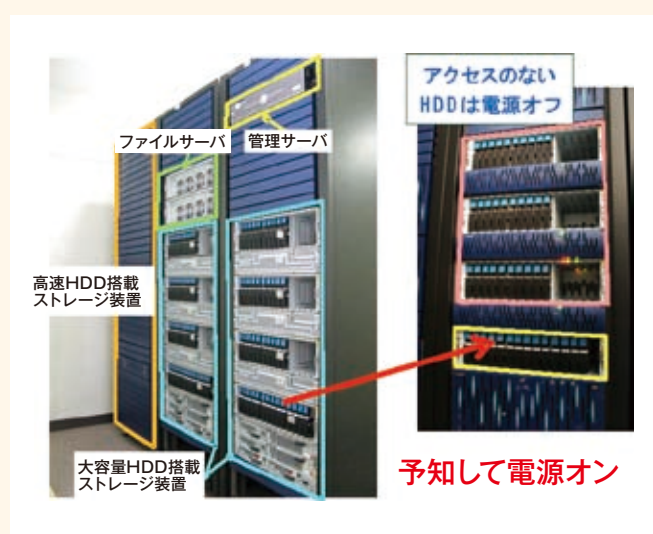 アクセスのない
HDDは電源オフ
ファイルサーバ
管理サーバ
高速HDD搭載
ストレージ装置
大容量HDD搭載
ストレージ装置
予知して電源オン